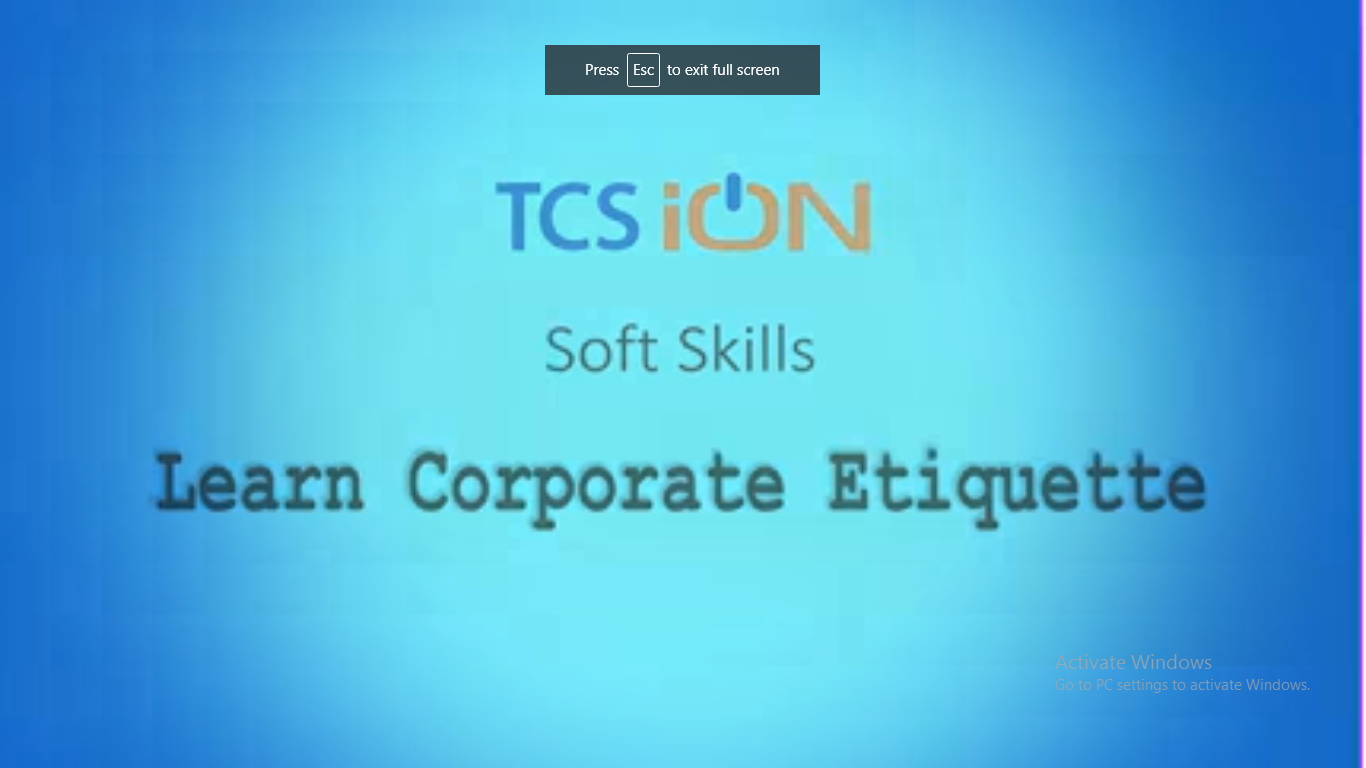 Press Esc to exit full screen
TCS iON
Soft Skills
Learn Corporate Etiquette
Activate Windows
Go to PC settings to activate Windows.